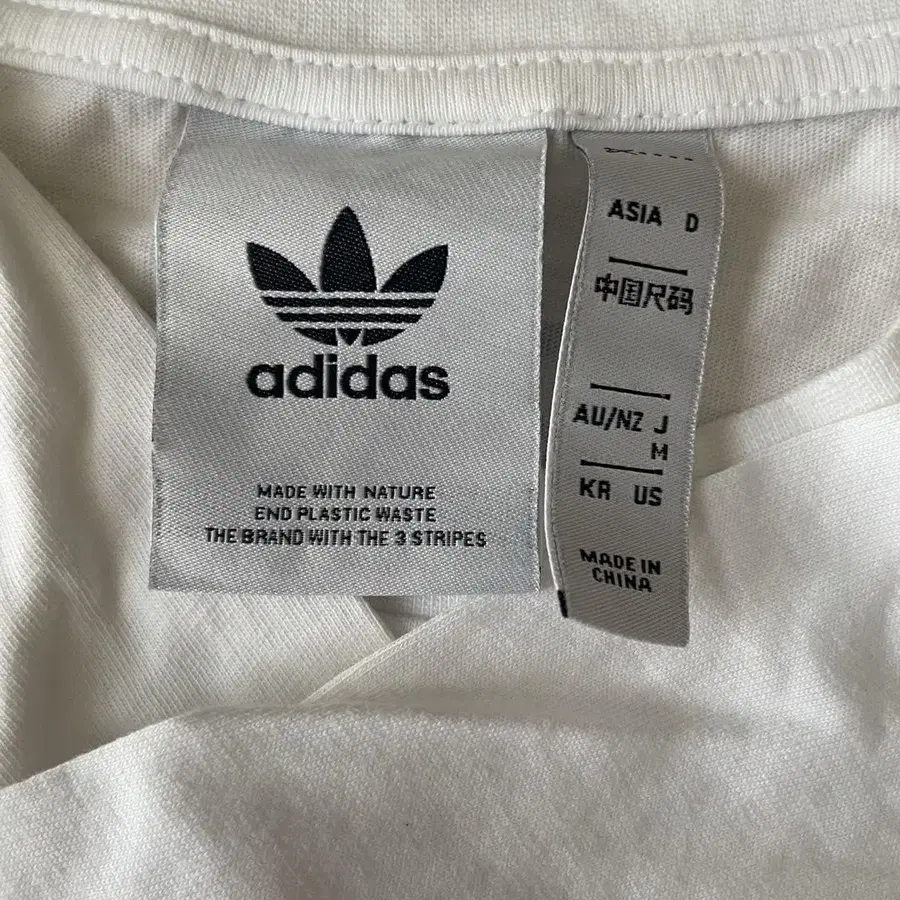 adidas
MADE WITH NATURE
END PLASTIC WASTE
THE BRAND WITH THE 3 STRIPES
ASIA D
中国尺码
AU/NZ J
M
KR US
MADE IN
CHINA